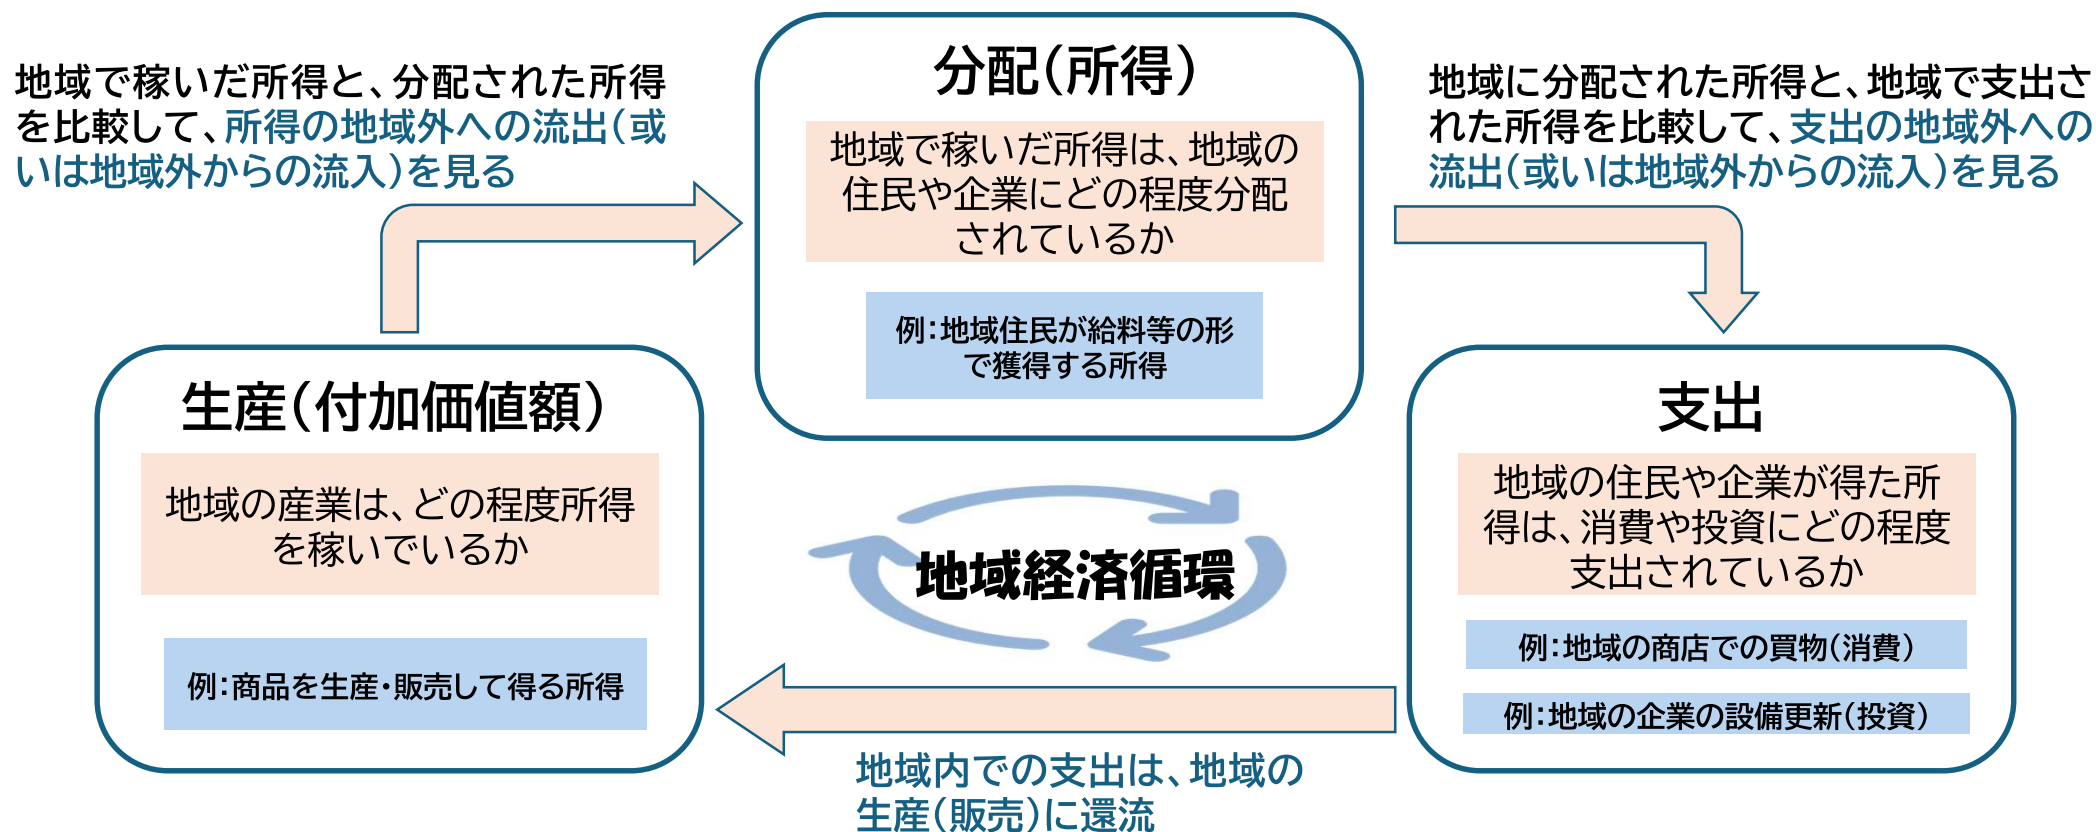 地域で稼いだ所得と、分配された所得
を比較して、所得の地域外への流出(或
いは地域外からの流入)を見る
分配(所得)
地域で稼いだ所得は、地域の
住民や企業にどの程度分配
されているか
例:地域住民が給料等の形
で獲得する所得
地域に分配された所得と、地域で支出さ
れた所得を比較して、支出の地域外への
流出(或いは地域外からの流入)を見る
生産(付加価値額)
地域の産業は、どの程度所得
を稼いでいるか
例:商品を生産・販売して得る所得
地域経済循環
支出
地域の住民や企業が得た所
得は、消費や投資にどの程度
支出されているか
例:地域の商店での買物(消費)
例:地域の企業の設備更新(投資)
地域内での支出は、地域の
生産(販売)に還流